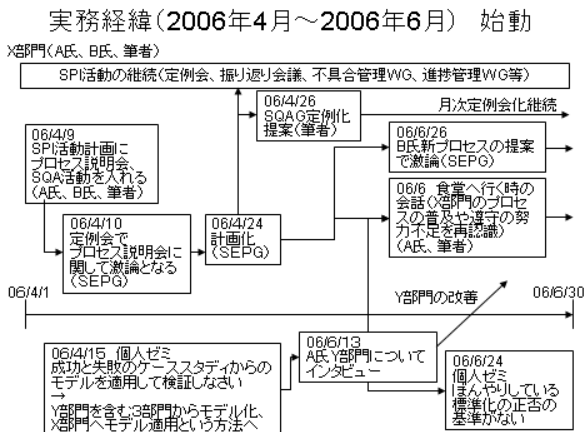 実務経緯(2006年4月～2006年6月) 始動
X部門(A氏、B氏、筆者)
SPI活動の継続(定例会、振り返り会議、不具合管理WG、進捗管理WG等)
06/4/26
SQAG定例化
提案(筆者)
月次定例会化継続
06/4/9
SPI活動計画に
プロセス説明会、
SQA活動を入れる
(A氏、B氏、筆者)
06/6/26
B氏新プロセスの提案
で激論(SEPG)
06/4/10
定例会で
プロセス説明会に
関して激論となる
(SEPG)
06/4/24
計画化
(SEPG)
06/6 食堂へ行く時の
会話(X部門のプロセ
スの普及や遵守の努
力不足を再認識)
(A氏、筆者)
06/4/1
06/6/30
Y部門の改善
06/4/15 個人ゼミ
成功と失敗のケーススタディからの
モデルを適用して検証しなさい
→
Y部門を含む3部門からモデル化、
X部門へモデル適用という方法へ
06/6/13
A氏Y部門について
インタビュー
06/6/24
個人ゼミ
ほんやりしている
標準化の正否の
基準がない